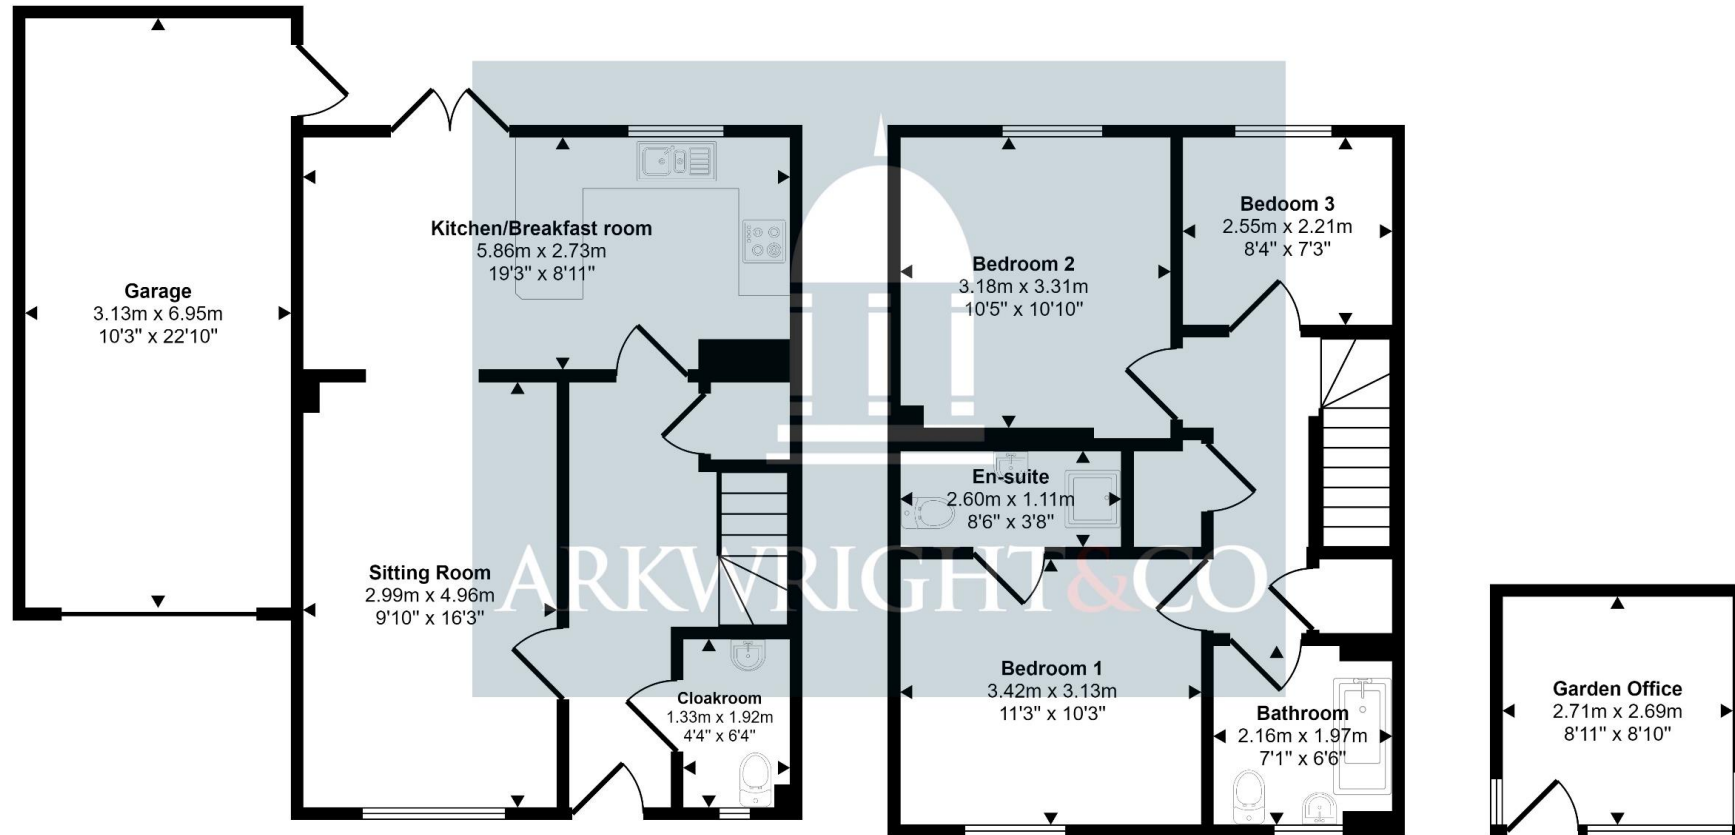 Garage
3.13m x 6.95m
10'3" x 22'10"
Kitchen/Breakfast room
5.86m x 2.73m
19'3" x 8'11"
Sitting Room
2.99m x 4.96m
9'10" x 16'3"
Cloakroom
1.33m x 1.92m
4'4" x 6'4"
Bedroom 2
3.18m x 3.31m
10'5" x 10'10"
Bedoom 3
2.55m x 2.21m
8'4" x 7'3"
En-suite
2.60m x 1.11m
8'6" x 3'8"
ARKWRIGHT&CO
Bedroom 1
3.42m x 3.13m
11'3" x 10'3"
Bathroom
2.16m x 1.97m
7'1" x 6'6"
Garden Office
2.71m x 2.69m
8'11" x 8'10"